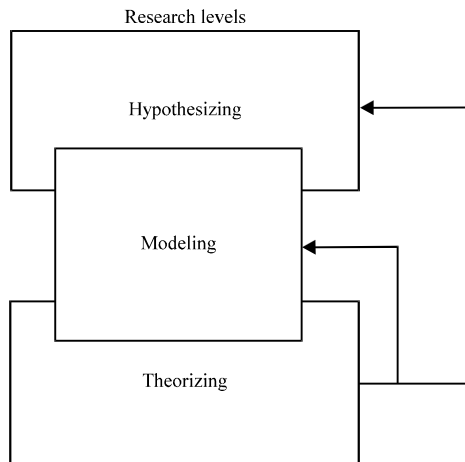 Research levels
Hypothesizing
Modeling
Theorizing